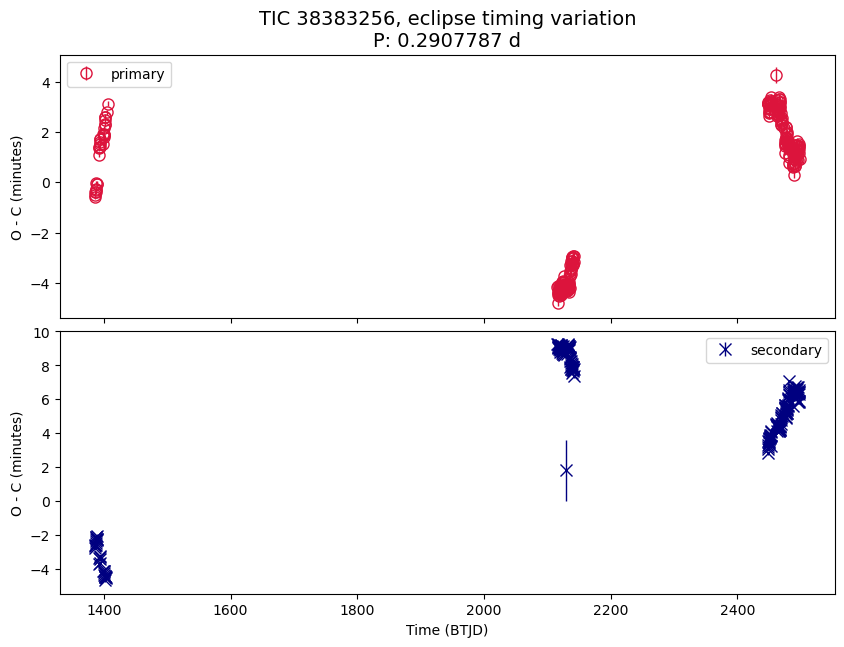 TIC 38383256, eclipse timing variation
P: 0.2907787 d
primary
4
2
0
−2
−4
O - C (minutes)
secondary
10
8
6
4
2
0
−2
−4
O - C (minutes)
1400
1600
1800
2000
2200
2400
Time (BTJD)